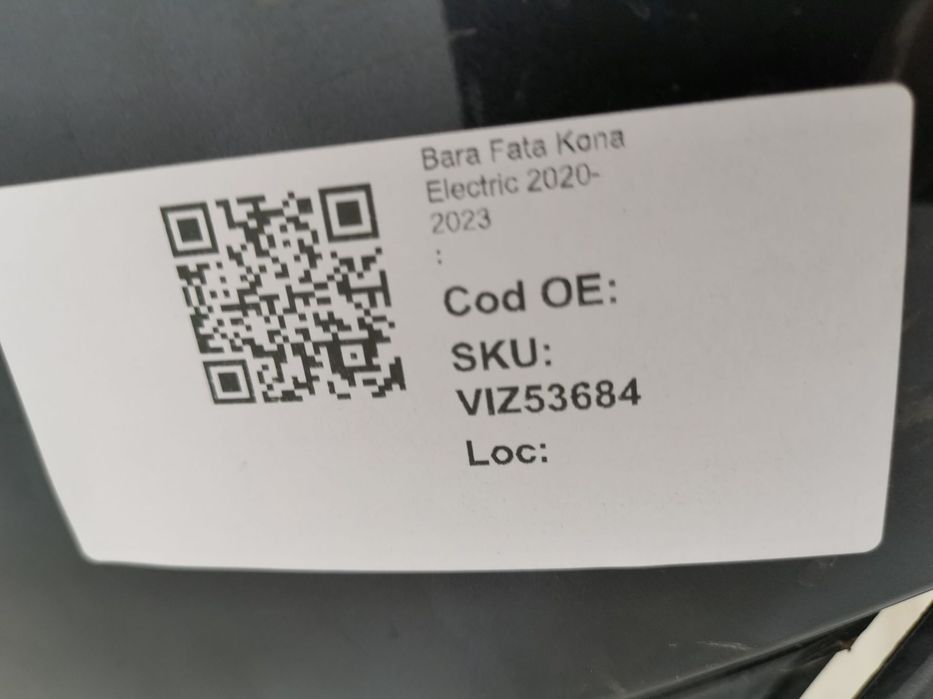 Bara Fata Kona
Electric 2020-
2023
:
Cod OE:
SKU:
VIZ53684
Loc: